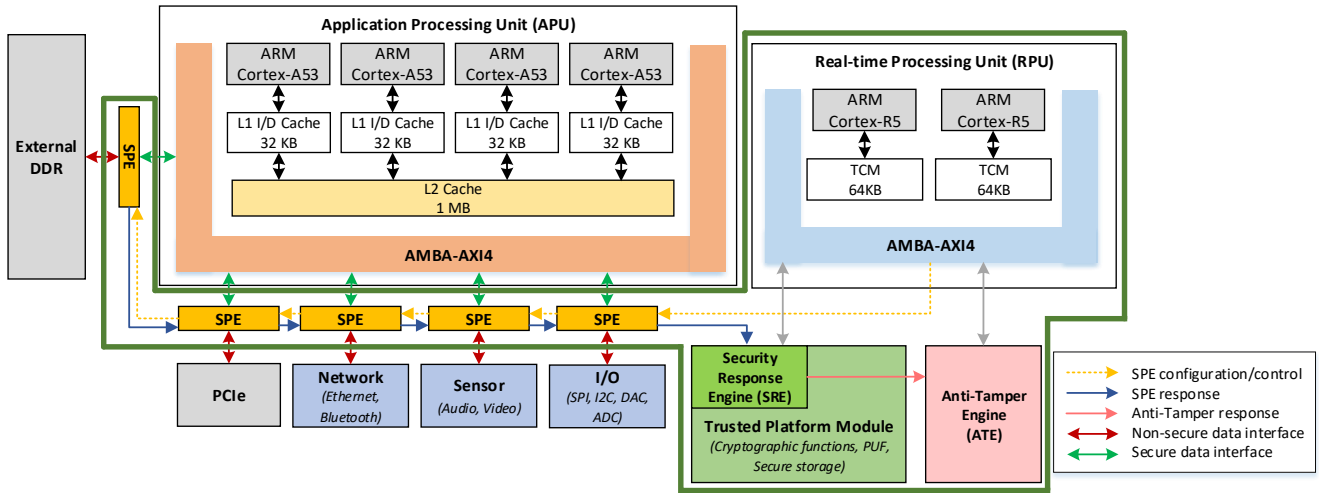 Application Processing Unit (APU)
ARM
Cortex-A53
ARM
Cortex-A53
ARM
Cortex-A53
ARM
Cortex-A53
L1 I/D Cache
32 KB
L1 I/D Cache
32 KB
L1 I/D Cache
32 KB
L1 I/D Cache
32 KB
L2 Cache
1 MB
AMBA-AXI4
Real-time Processing Unit (RPU)
ARM
Cortex-R5
ARM
Cortex-R5
TCM
64KB
TCM
64KB
AMBA-AXI4
External
DDR
SPE
SPE
SPE
SPE
SPE
PCIe
Network
(Ethernet,
Bluetooth)
Sensor
(Audio, Video)
I/O
(SPI, I2C, DAC,
ADC)
Security
Response
Engine (SRE)
Trusted Platform Module
(Cryptographic functions, PUF,
Secure storage)
Anti-Tamper
Engine
(ATE)
SPE configuration/control
SPE response
Anti-Tamper response
Non-secure data interface
Secure data interface